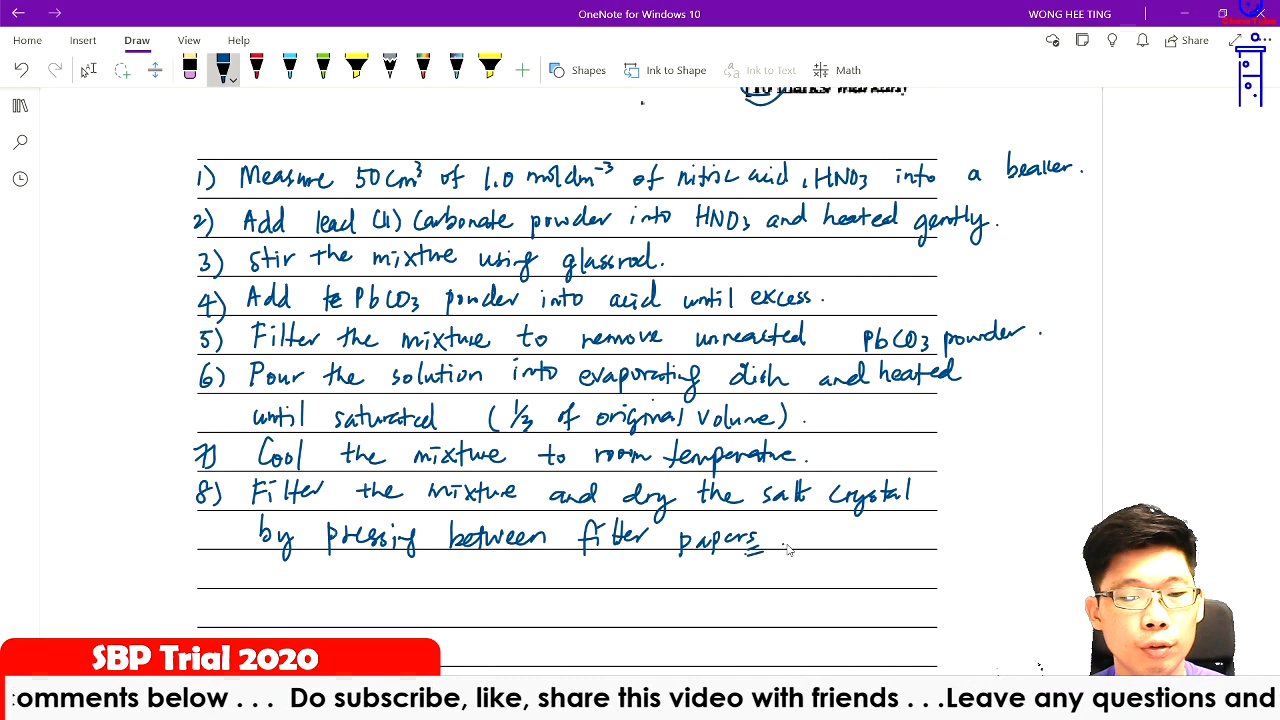 OneNote for Windows 10
WONG HEE TING
Home Insert Draw View Help
Share
Shapes Ink to Shape Ink to Text Math
1) Measure 50cm³ of 1.0 moldm⁻³ of nitric acid, HNO3 into a beaker.
2) Add lead (II) Carbonate powder into HNO3 and heated gently.
3) Stir the mixture using glassrod.
4) Add PbCO3 powder into acid until excess.
5) Filter the mixture to remove unreacted PbCO3 powder.
6) Pour the solution into evaporating dish and heated
until saturated (1/3 of original volume).
7) Cool the mixture to room temperature.
8) Filter the mixture and dry the salt crystal
by pressing between filter papers.
SBP Trial 2020
omments below . . . Do subscribe, like, share this video with friends . . .Leave any questions and